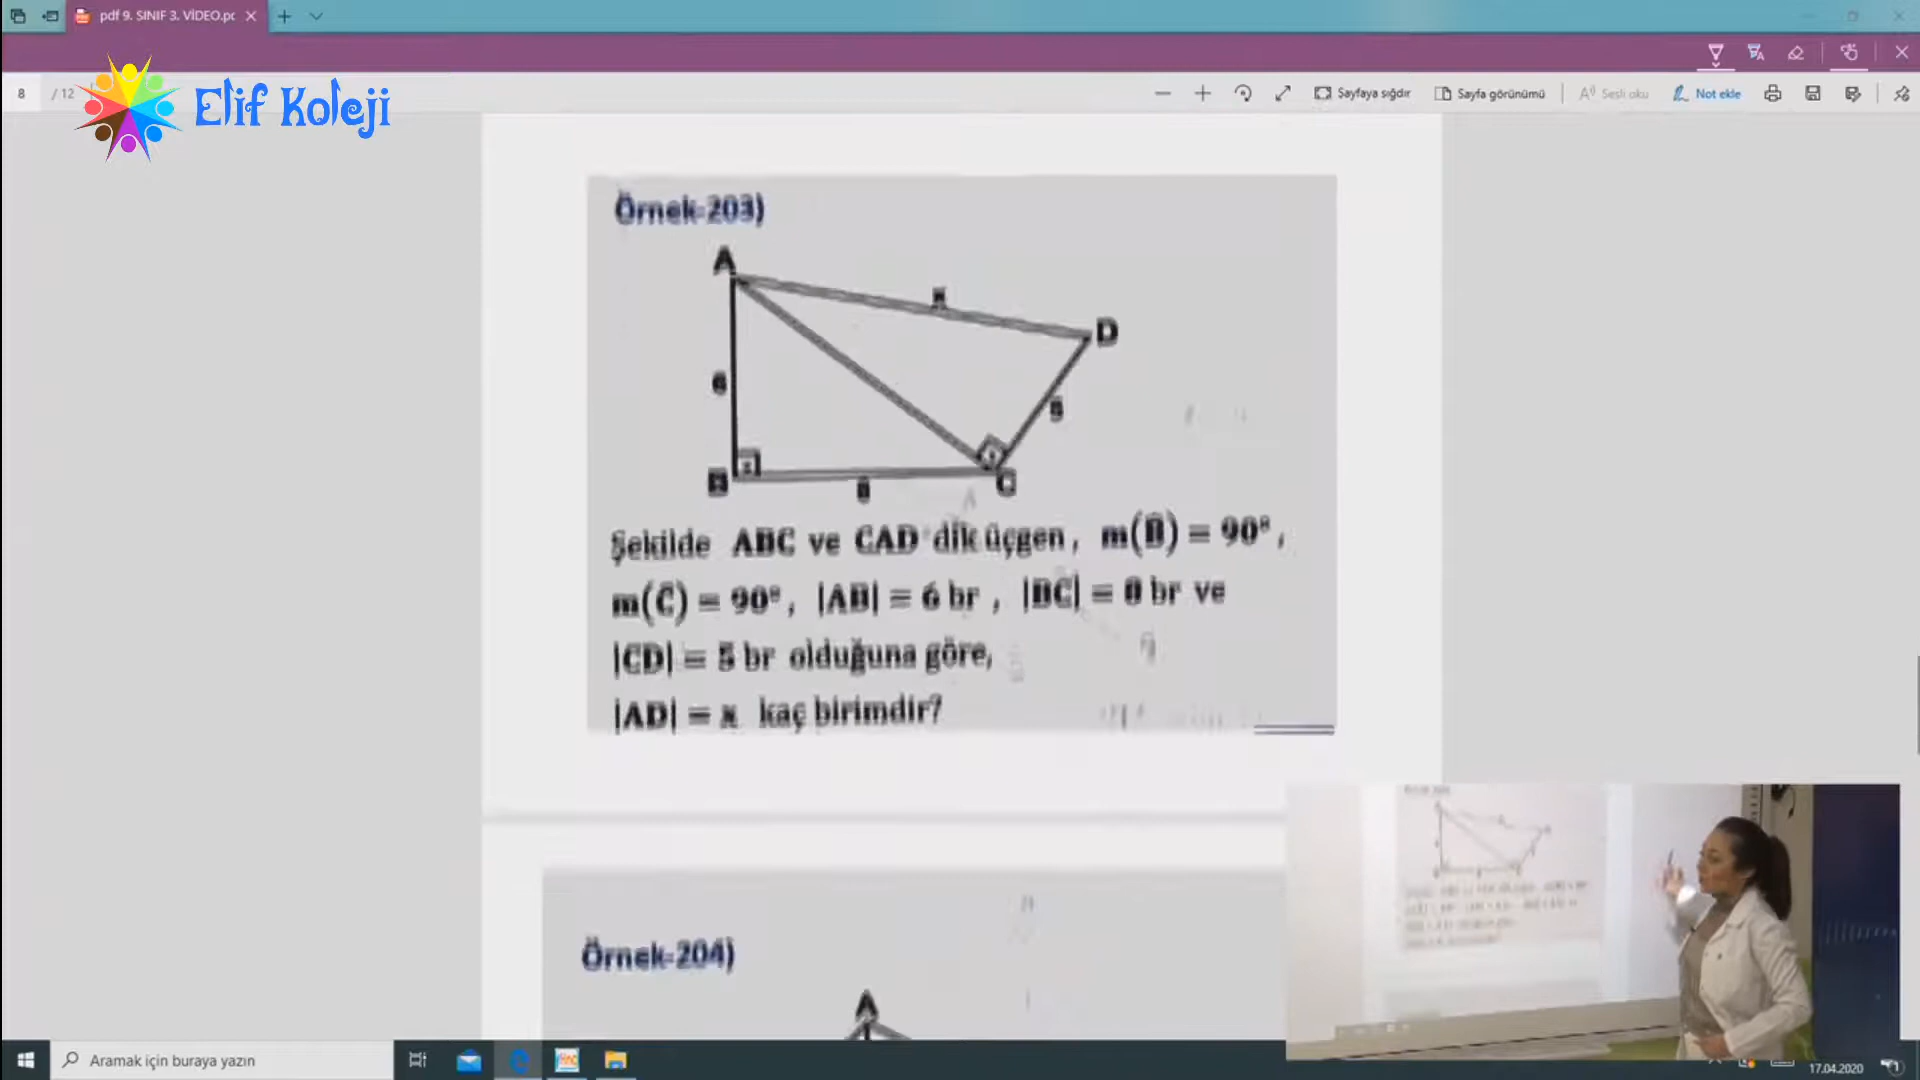 pdf 9. SINIF 3. VİDEO.pc
8 / 12
Sayfaya sığdır
Sayfa görünümü
Sesli oku
Not ekle
Elif Koleji
Örnek-203)
A
x
D
6
5
B
8
C
Şekilde ABC ve CAD dik üçgen, m(B̂) = 90°,
m(Ĉ) = 90°, |AB| = 6 br, |BC| = 8 br ve
|CD| = 5 br olduğuna göre,
|AD| = x kaç birimdir?
Örnek-204)
A
Aramak için buraya yazın
17.04.2020